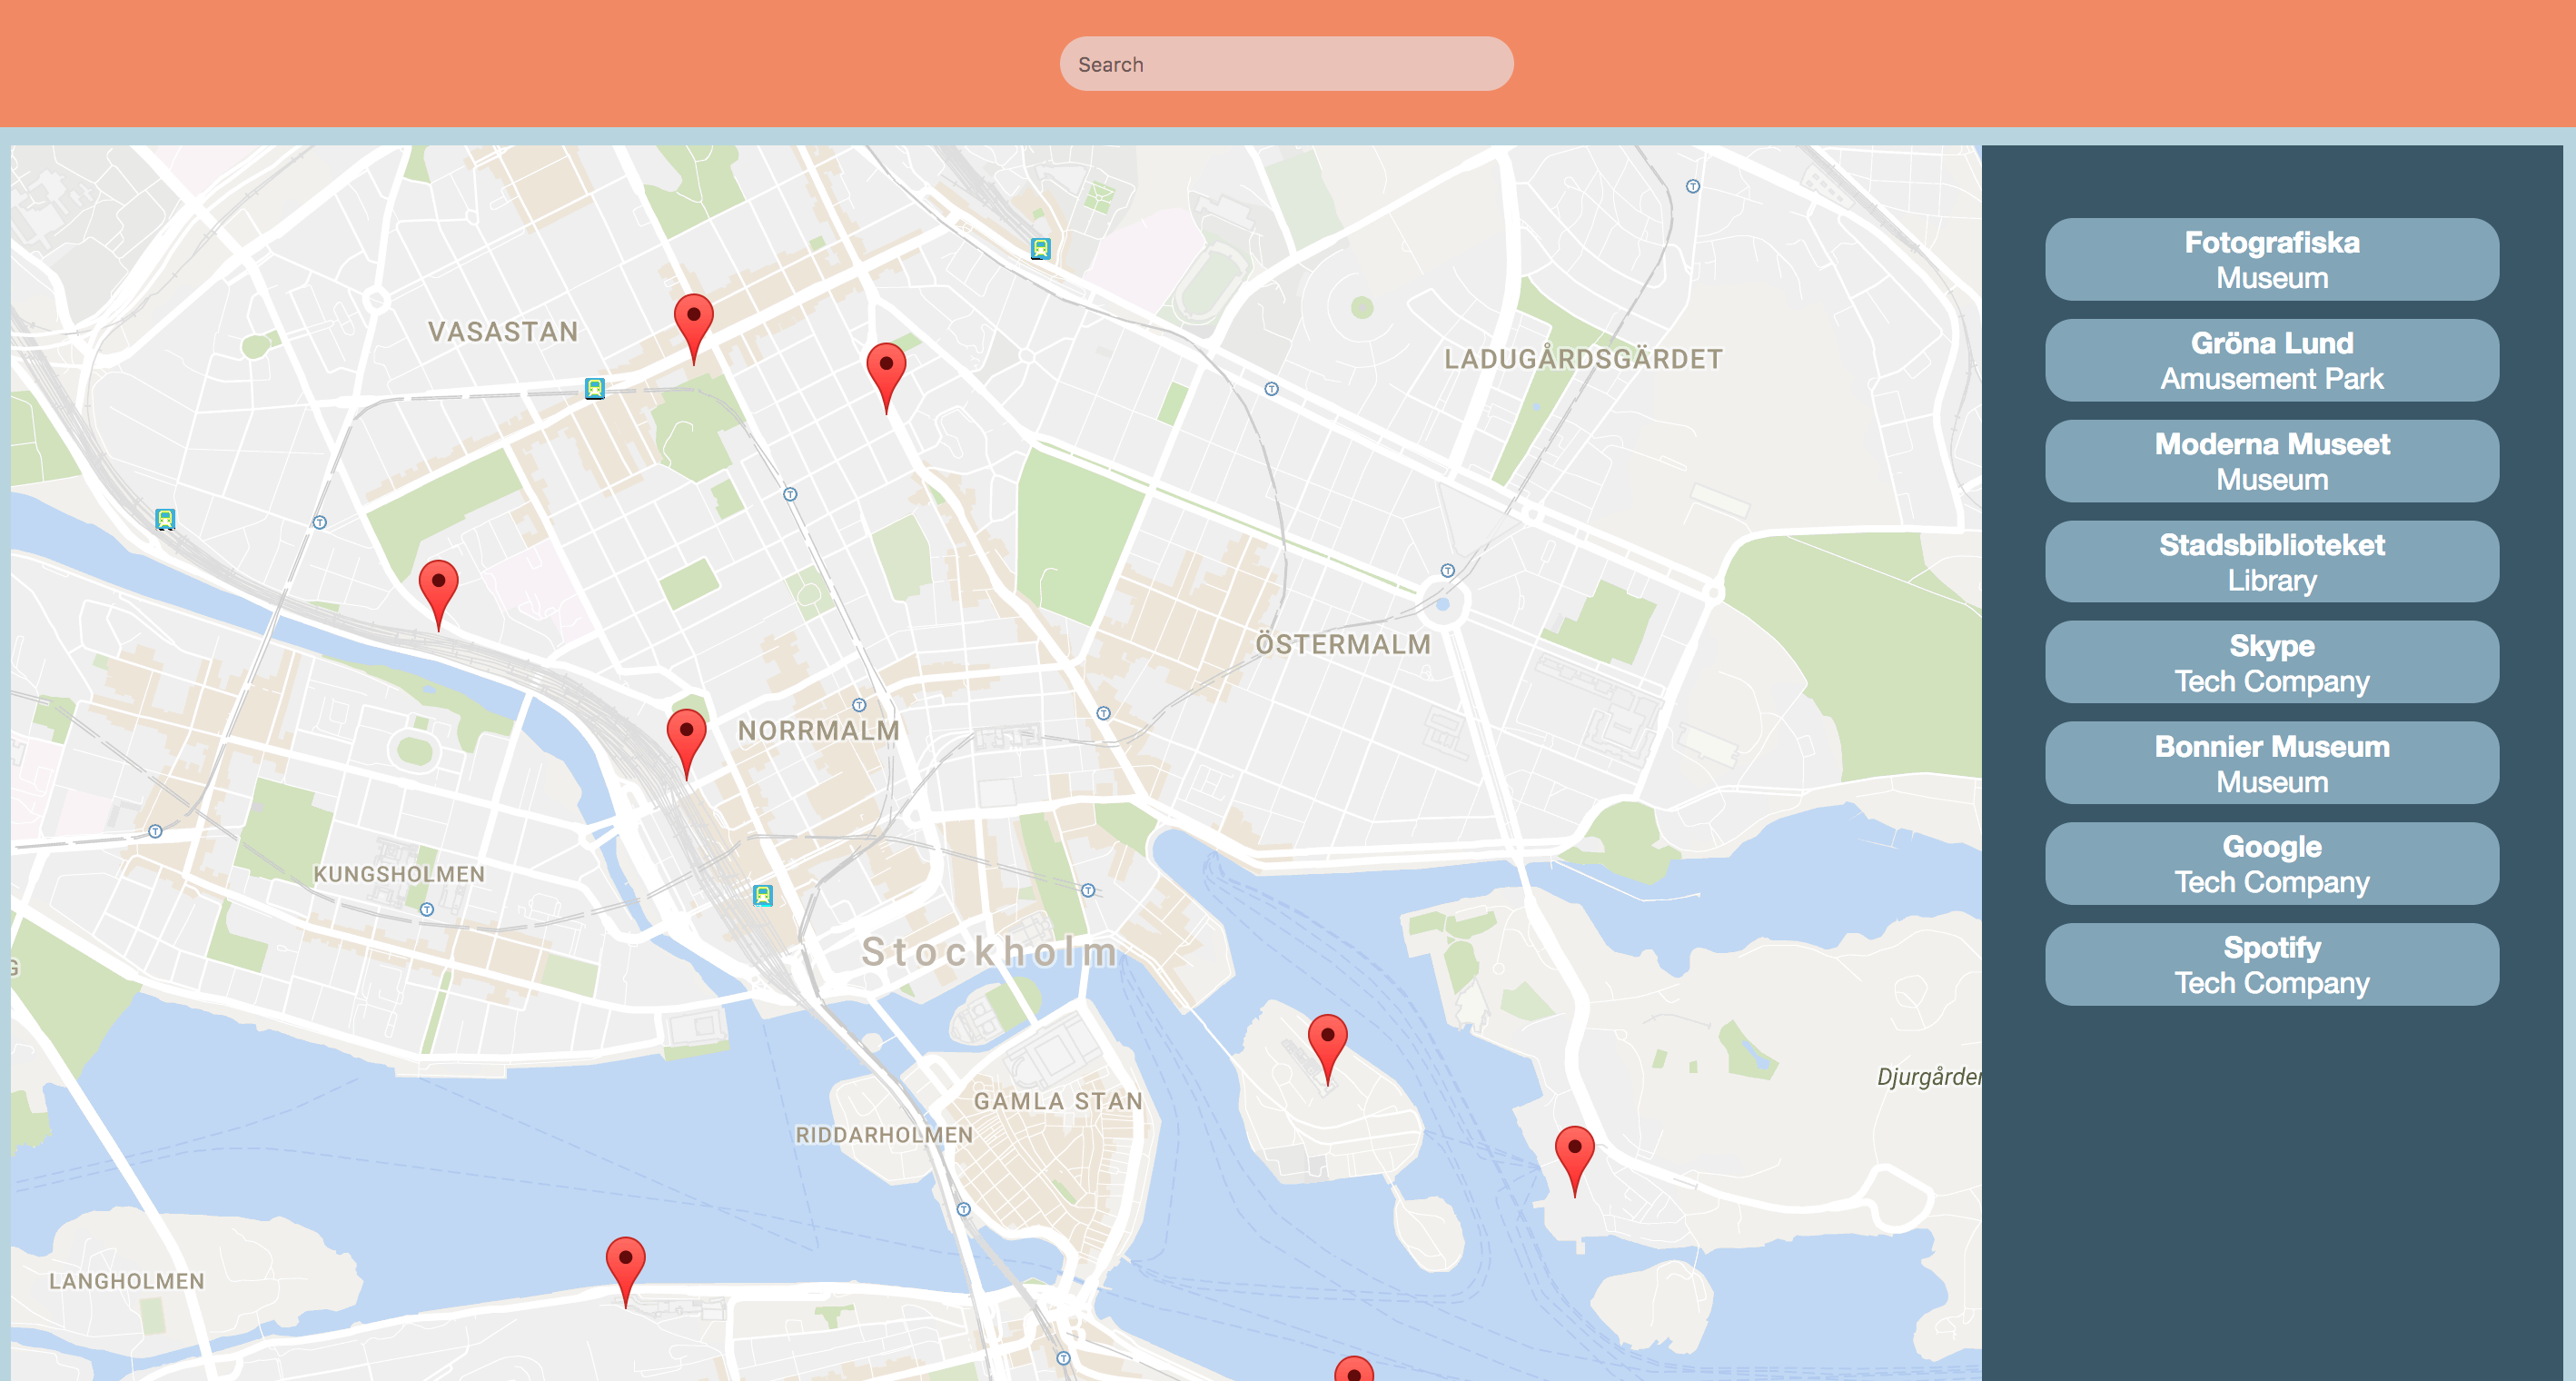 Search
VASASTAN
LADUGÅRDSGÄRDET
ÖSTERMALM
NORRMALM
KUNGSHOLMEN
Stockholm
GAMLA STAN
RIDDARHOLMEN
Djurgården
LANGHOLMEN
Fotografiska
Museum
Gröna Lund
Amusement Park
Moderna Museet
Museum
Stadsbiblioteket
Library
Skype
Tech Company
Bonnier Museum
Museum
Google
Tech Company
Spotify
Tech Company